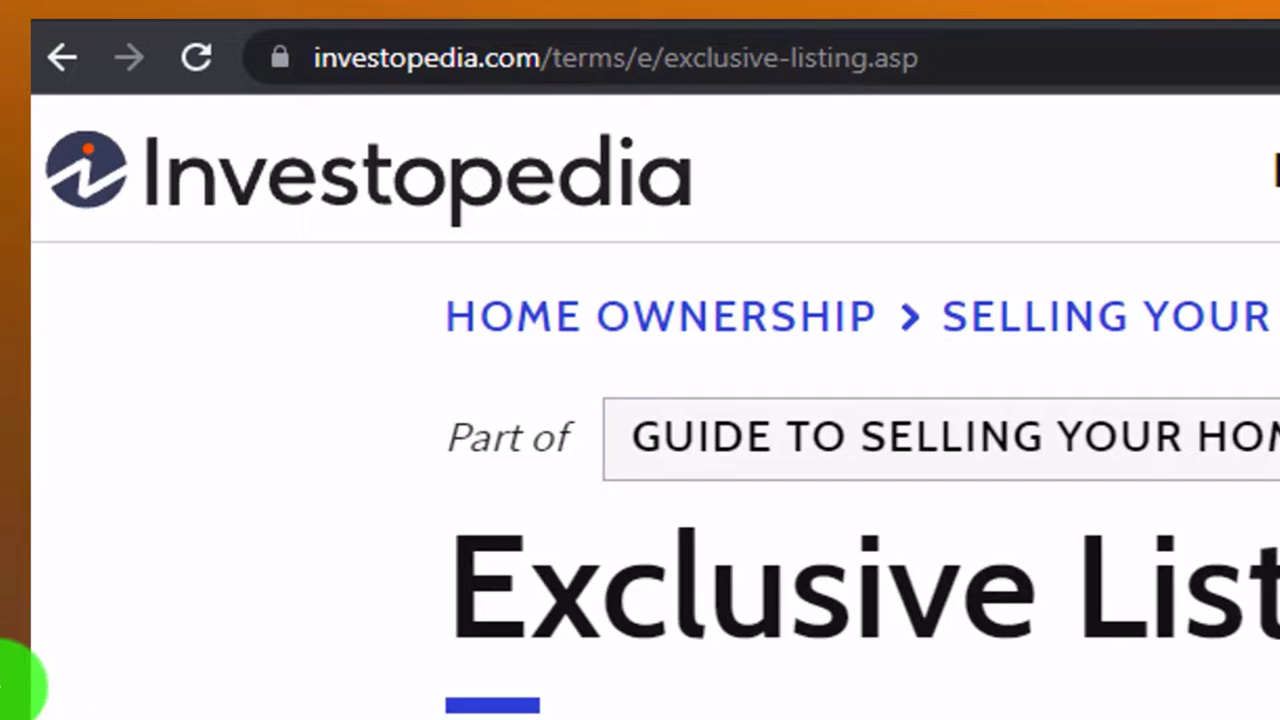 investopedia.com/terms/e/exclusive-listing.asp
Investopedia
HOME OWNERSHIP > SELLING YOUR
Part of GUIDE TO SELLING YOUR HOM
Exclusive List